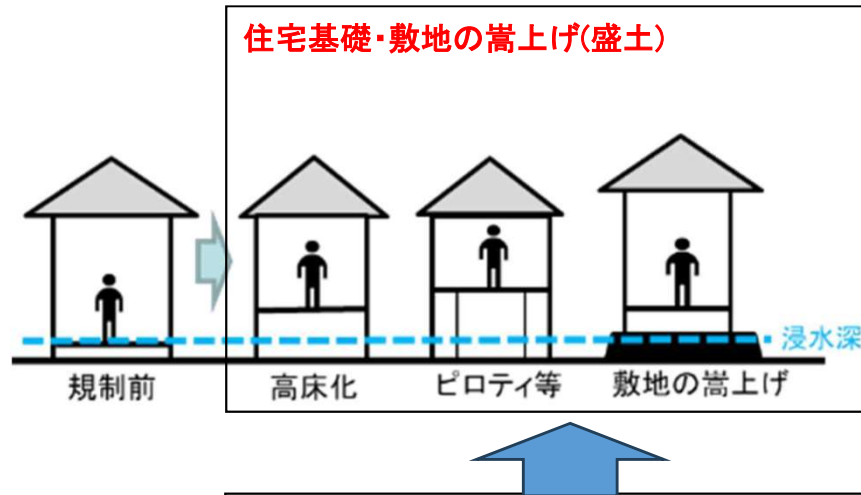 住宅基礎・敷地の嵩上げ(盛土)
浸水深
規制前
高床化
ピロティ等
敷地の嵩上げ